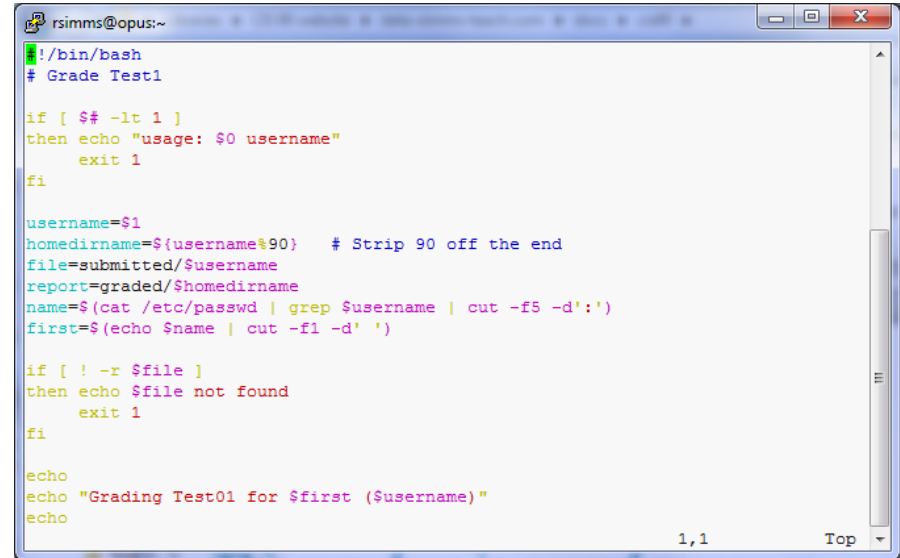 rsimms@opus:~
#!/bin/bash
# Grade Test1
if [ $# -lt 1 ]
then echo "usage: $0 username"
exit 1
fi
username=$1
homedirname=${username%90} # Strip 90 off the end
file=submitted/$username
report=graded/$homedirname
name=$(cat /etc/passwd | grep $username | cut -f5 -d':')
first=$(echo $name | cut -f1 -d' ')
if [ ! -r $file ]
then echo $file not found
exit 1
fi
echo
echo "Grading Test01 for $first ($username)"
echo
1,1 Top